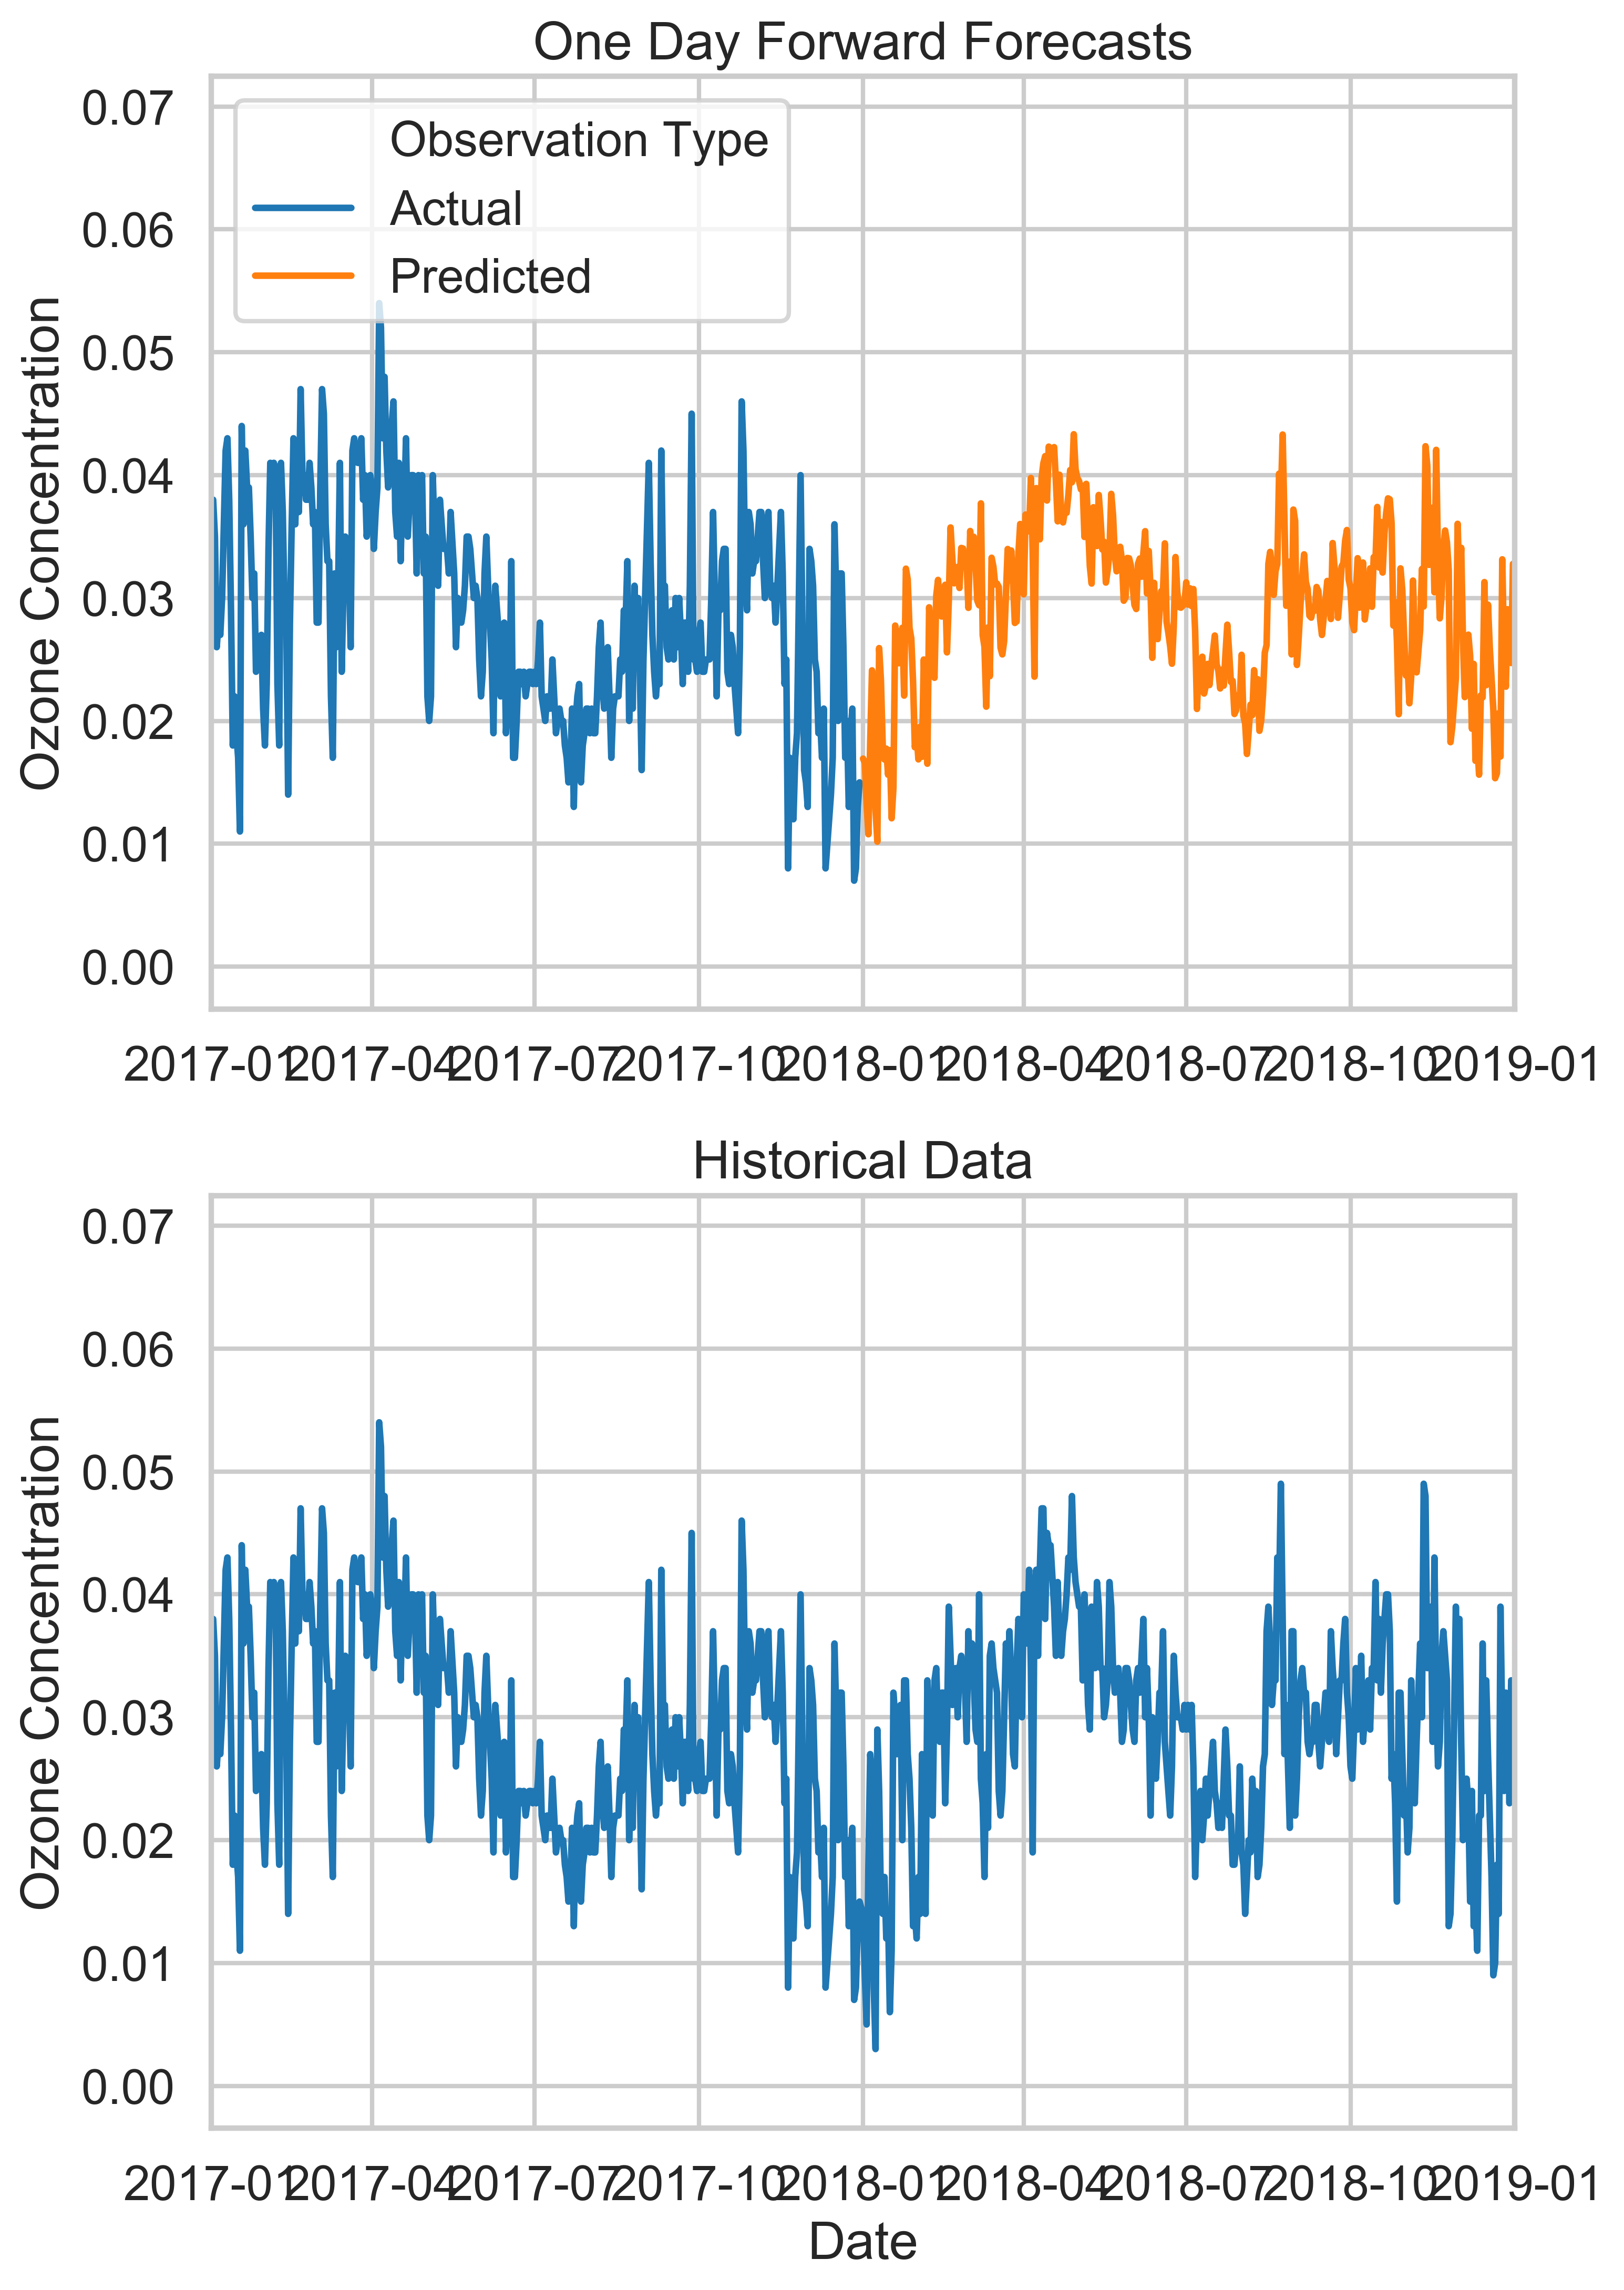 One Day Forward Forecasts
0.07
Observation Type
Actual
0.06
Predicted
0.05
0.04
0.03
0.02
0.01
0.00
Ozone Concentration
2017-01 2017-04 2017-07 2017-10 2018-01 2018-04 2018-07 2018-10 2019-01
Historical Data
0.07
0.06
0.05
0.04
0.03
0.02
0.01
0.00
Ozone Concentration
2017-01 2017-04 2017-07 2017-10 2018-01 2018-04 2018-07 2018-10 2019-01
Date